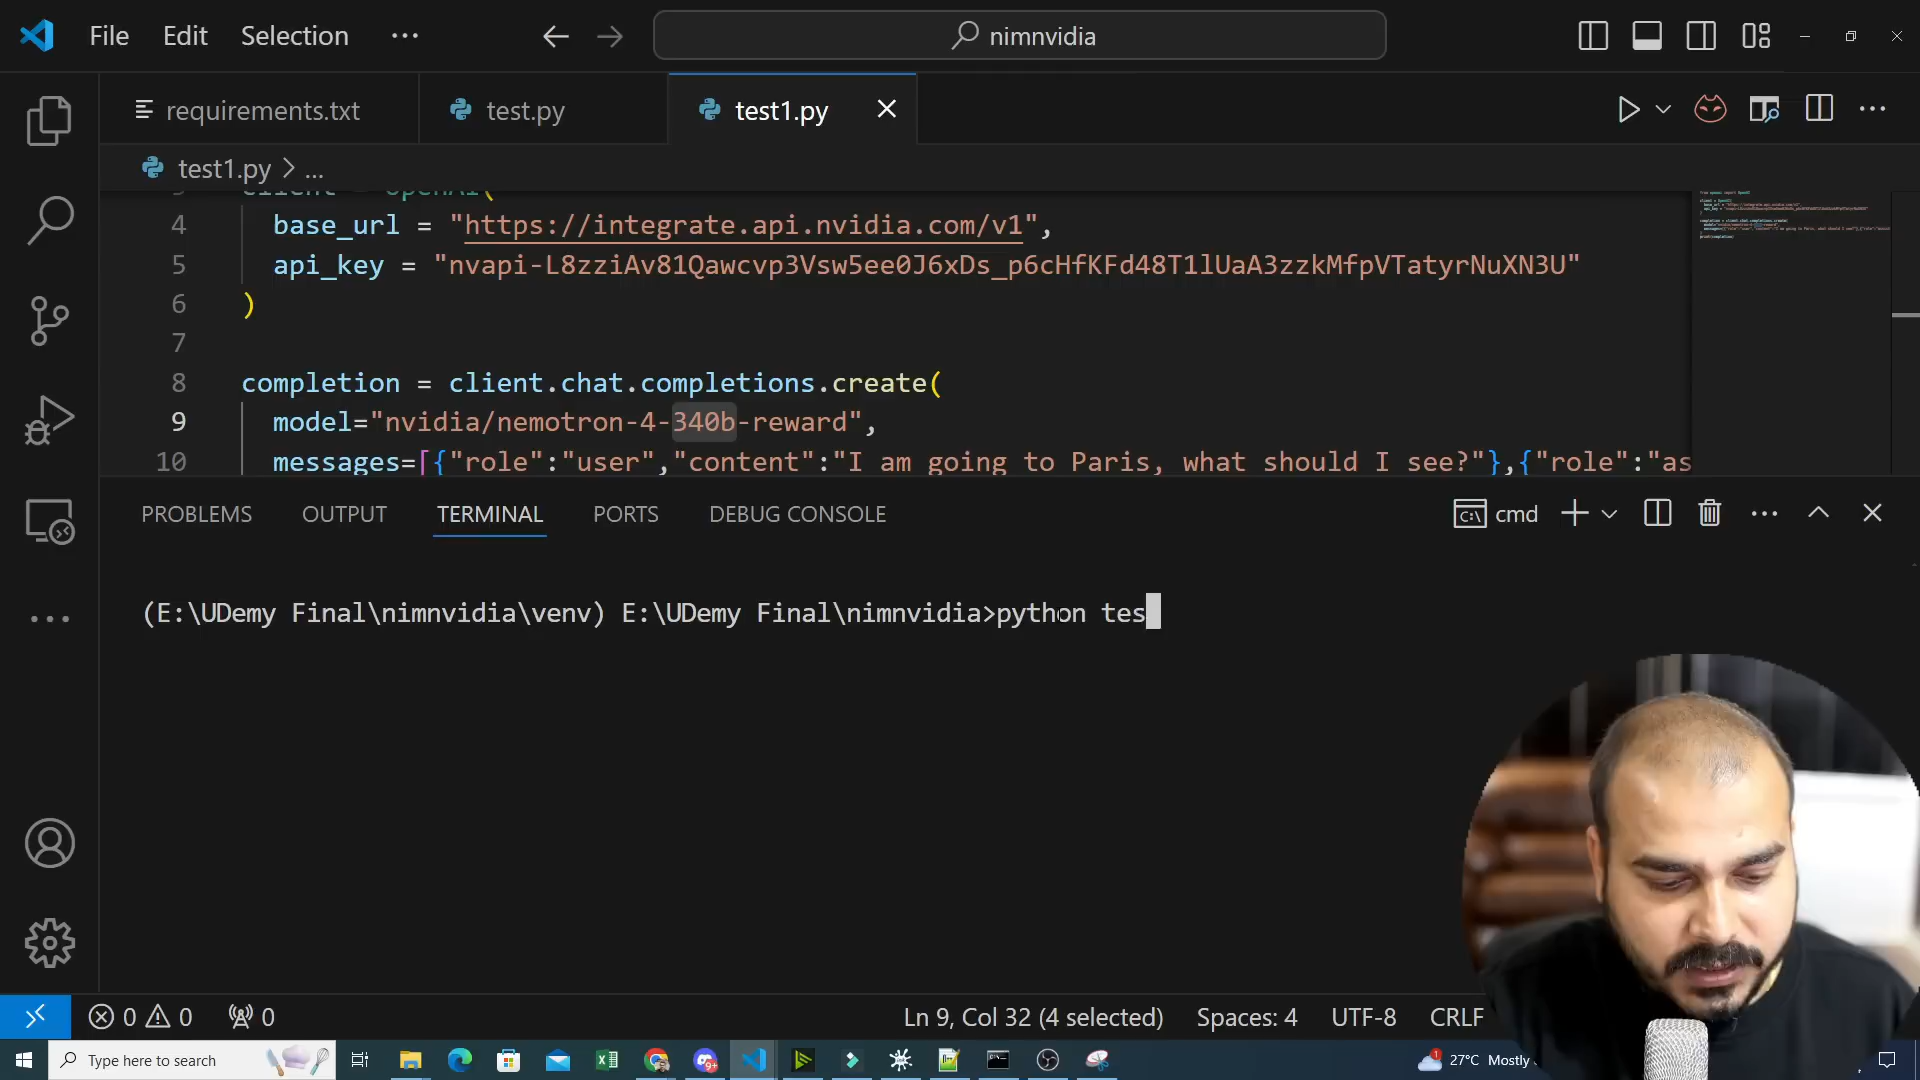 File Edit Selection ... nimnvidia
requirements.txt test.py test1.py
test1.py > ...
4 base_url = "https://integrate.api.nvidia.com/v1",
5 api_key = "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"
6 )
7
8 completion = client.chat.completions.create(
9 model="nvidia/nemotron-4-340b-reward",
10 messages=[{"role":"user","content":"I am going to Paris, what should I see?"},{"role":"as
PROBLEMS OUTPUT TERMINAL PORTS DEBUG CONSOLE cmd
(E:\UDemy Final\nimnvidia\venv) E:\UDemy Final\nimnvidia>python tes
0 0 0 Ln 9, Col 32 (4 selected) Spaces: 4 UTF-8 CRLF
Type here to search 27°C Mostly